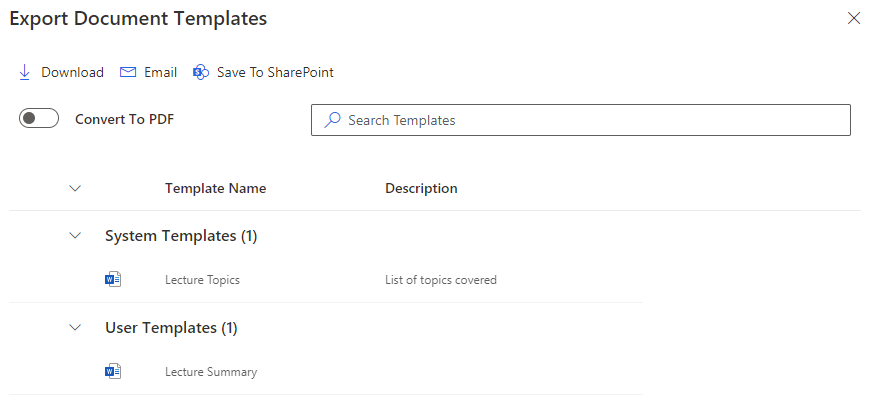 Export Document Templates
Download Email Save To SharePoint
Convert To PDF Search Templates
Template Name Description
System Templates (1)
Lecture Topics List of topics covered
User Templates (1)
Lecture Summary